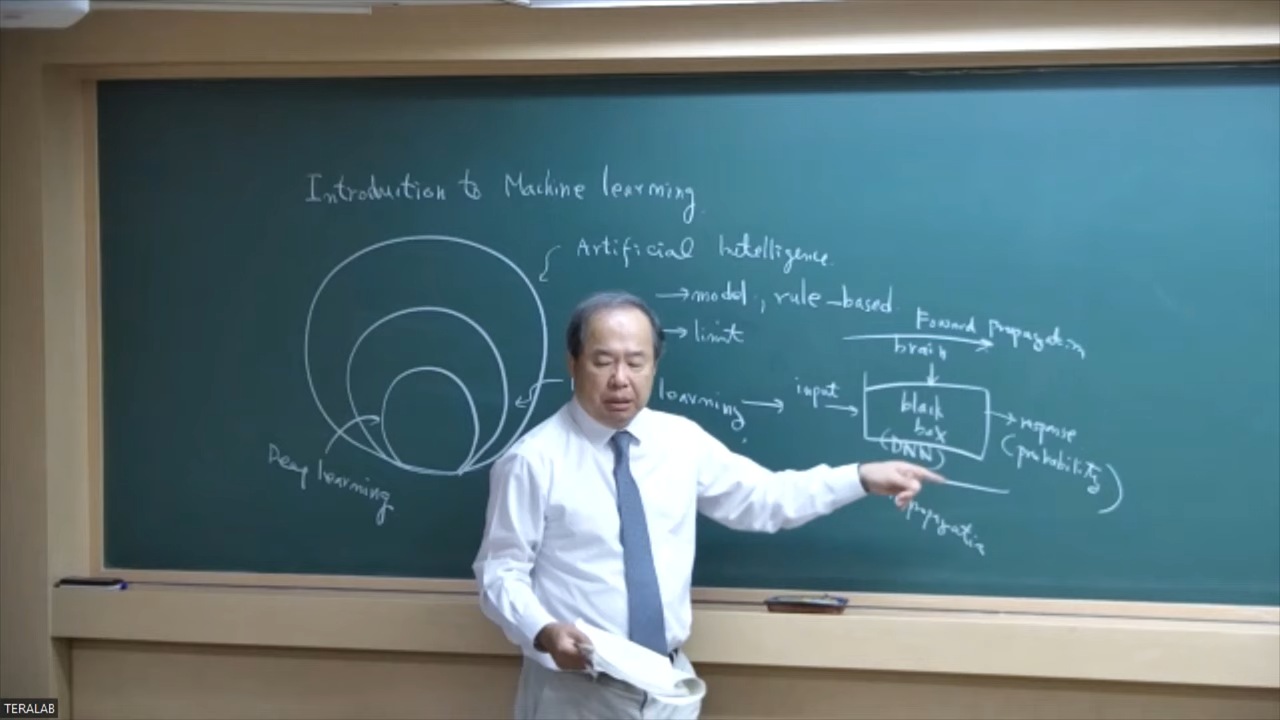 Introduction to Machine learning
Artificial Intelligence
→ model, rule-based
→ limit
Forward propagation
brain
learning → input
black
box
(DNN)
response
(probability)
Deep learning
propagation
TERALAB